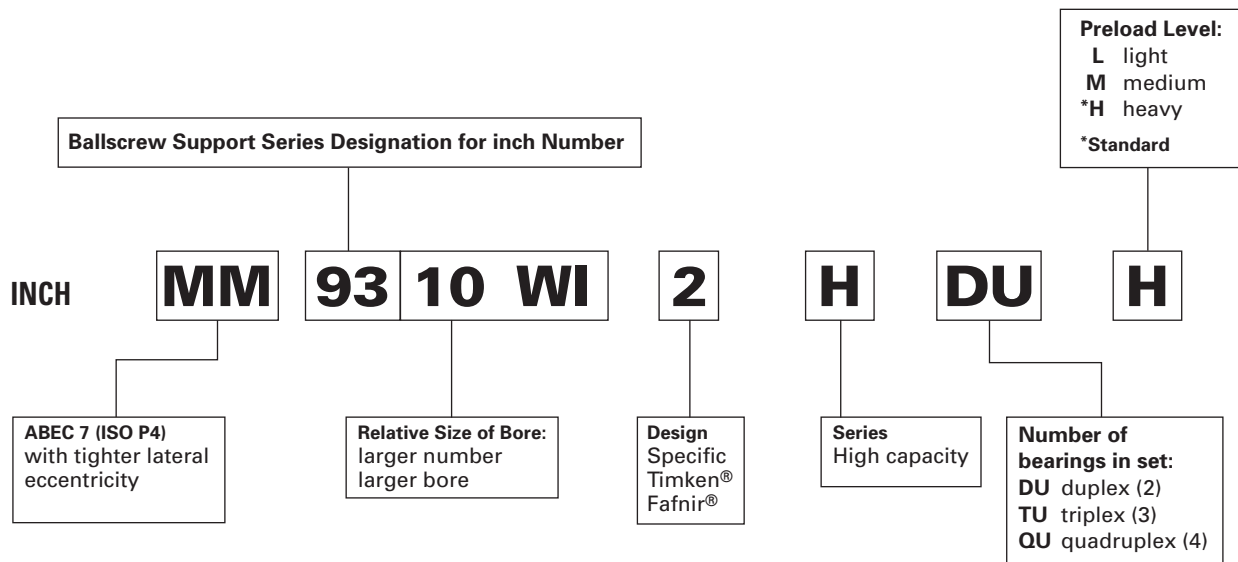 Preload Level:
L light
M medium
*H heavy
*Standard
Ballscrew Support Series Designation for inch Number
INCH MM 93 10 WI 2 H DU H
ABEC 7 (ISO P4)
with tighter lateral
eccentricity
Relative Size of Bore:
larger number
larger bore
Design
Specific
Timken®
Fafnir®
Series
High capacity
Number of
bearings in set:
DU duplex (2)
TU triplex (3)
QU quadruplex (4)